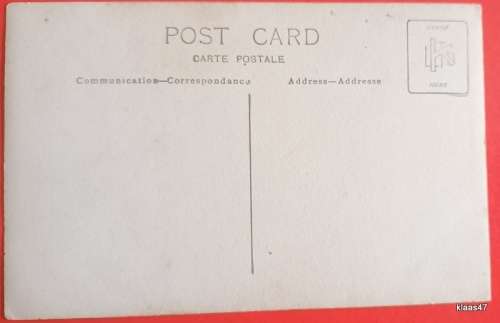 POST CARD
CARTE POSTALE
Communication—Correspondance
Address—Addresse
klaas47